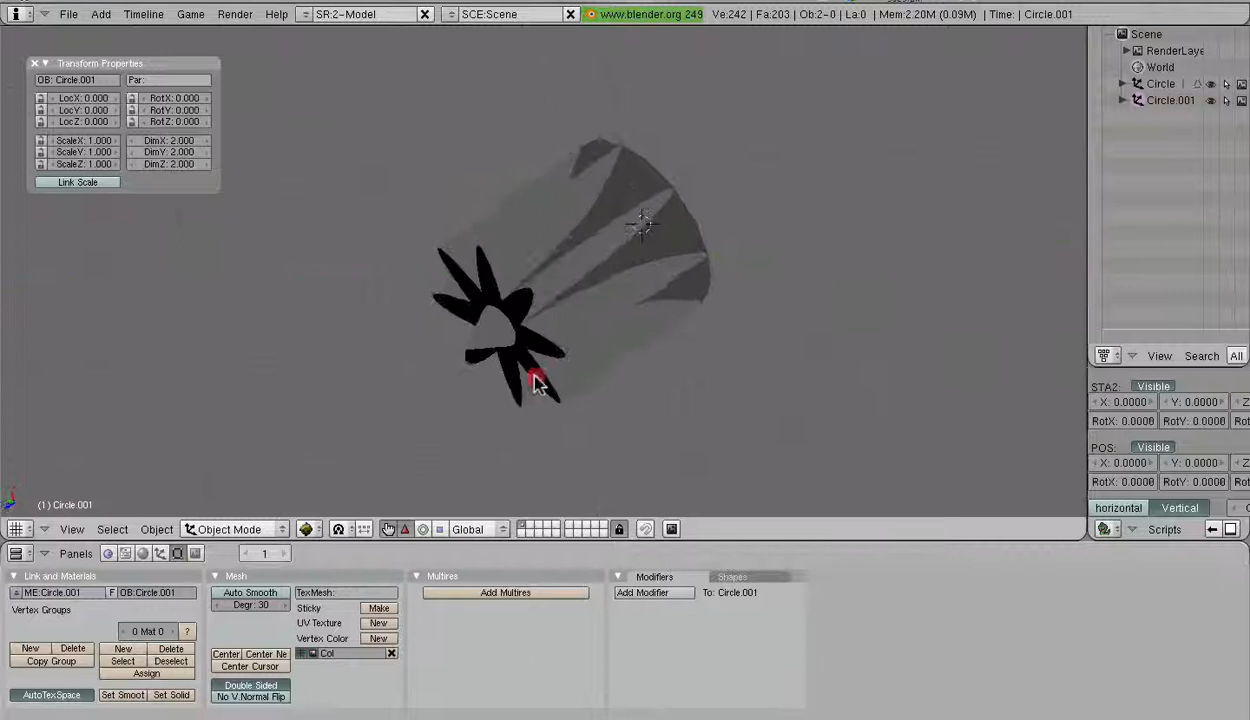 File Add Timeline Game Render Help SR:2-Model SCE:Scene www.blender.org 249 Ve:242 | Fa:203 | Ob:2-0 | La:0 | Mem:2.20M (0.09M) | Time: | Circle.001
Transform Properties
OB: Circle.001 Par:
LocX: 0.000 RotX: 0.000
LocY: 0.000 RotY: 0.000
LocZ: 0.000 RotZ: 0.000
ScaleX: 1.000 DimX: 2.000
ScaleY: 1.000 DimY: 2.000
ScaleZ: 1.000 DimZ: 2.000
Link Scale
Scene
RenderLaye
World
Circle
Circle.001
View Search All
STA2: Visible
X: 0.0000 Y: 0.0000 Z
RotX: 0.0000 RotY: 0.0000 Rot
POS: Visible
X: 0.0000 Y: 0.0000 Z
RotX: 0.0000 RotY: 0.0000 Rot
horizontal Vertical
(1) Circle.001
View Select Object Object Mode Global
Scripts
Panels 1
Link and Materials Mesh Multires Modifiers Shapes
ME:Circle.001 F OB:Circle.001
Vertex Groups
0 Mat 0 ?
New Delete New Delete
Copy Group Select Deselect
Assign
AutoTexSpace Set Smoot Set Solid
Auto Smooth TexMesh:
Degr: 30 Sticky Make
UV Texture New
Vertex Color New
Center Center Ne Col
Center Cursor
Double Sided
No V.Normal Flip
Add Multires
Add Modifier To: Circle.001